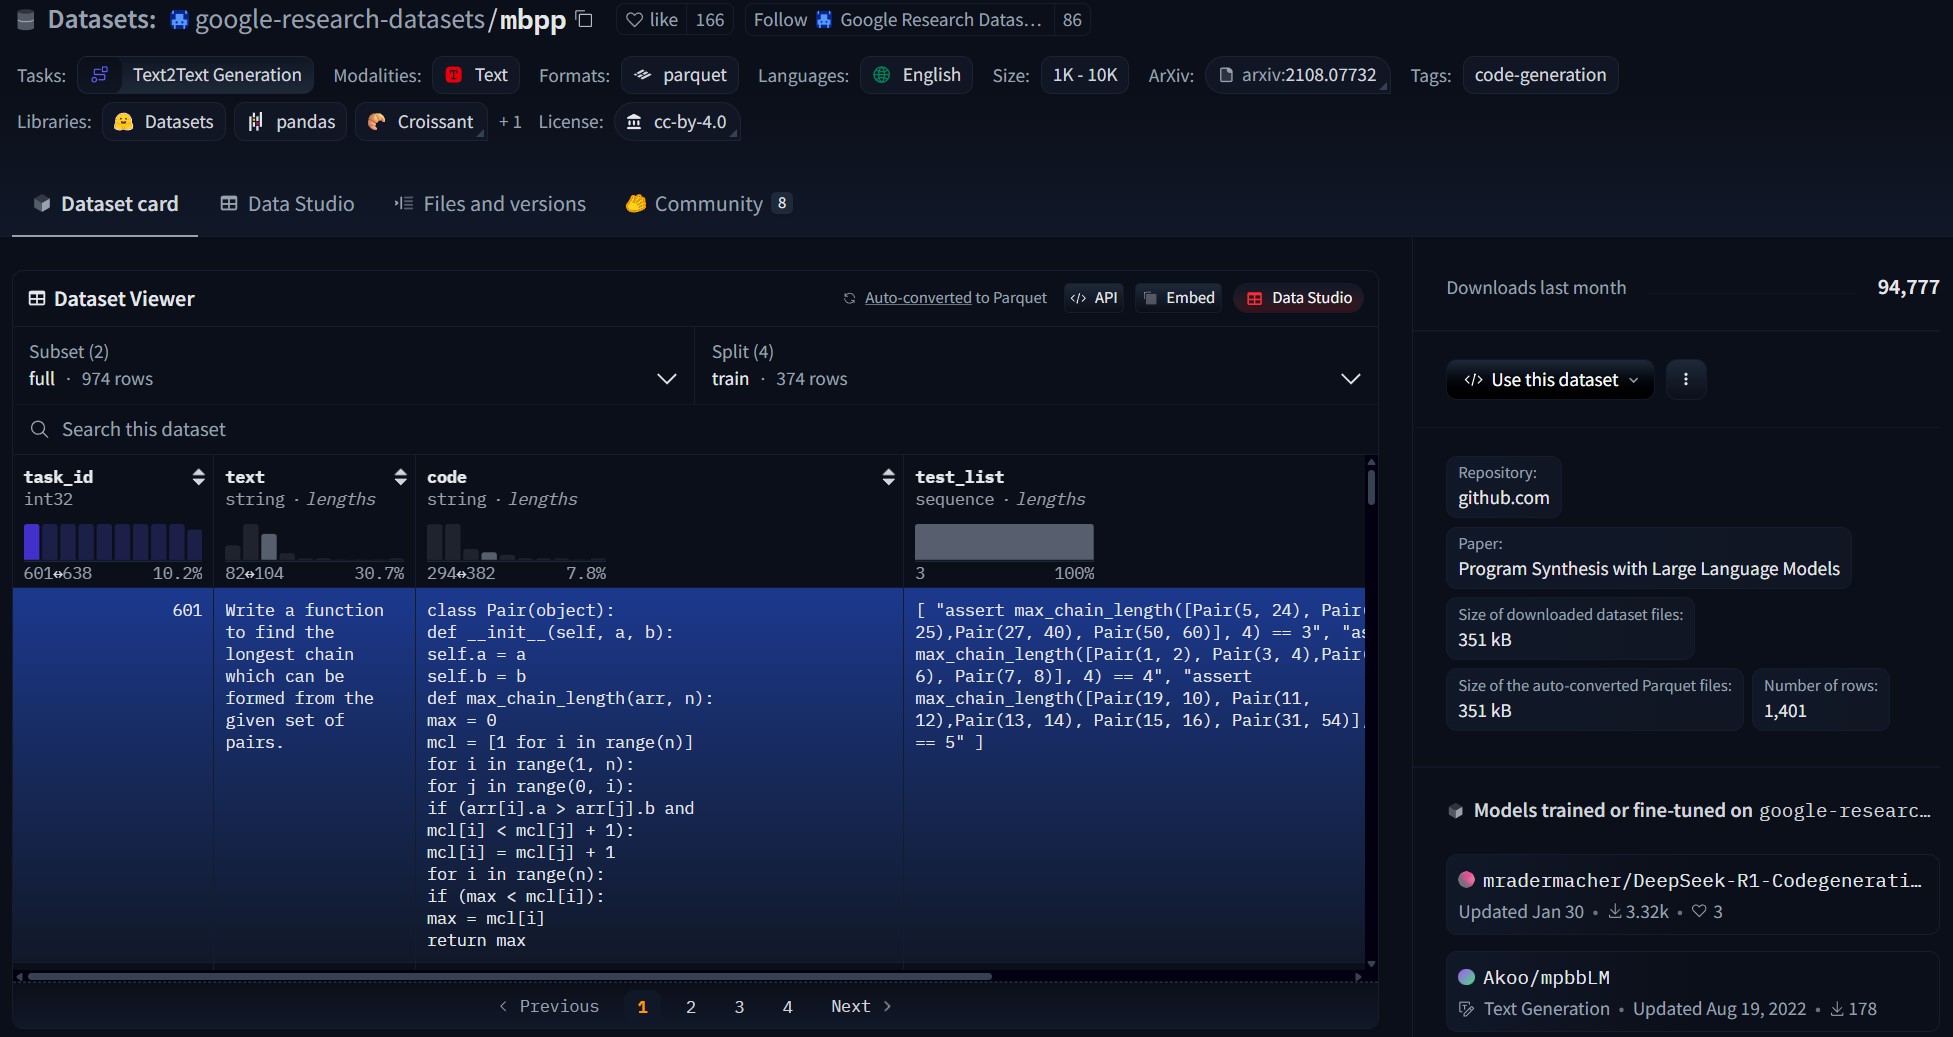 Datasets: google-research-datasets/mbpp like 166 Follow Google Research Datas... 86
Tasks: Text2Text Generation Modalities: Text Formats: parquet Languages: English Size: 1K - 10K ArXiv: arxiv:2108.07732 Tags: code-generation
Libraries: Datasets pandas Croissant + 1 License: cc-by-4.0
Dataset card Data Studio Files and versions Community 8
Dataset Viewer Auto-converted to Parquet </> API Embed Data Studio
Subset (2)
full · 974 rows
Split (4)
train · 374 rows
Search this dataset
task_id
int32
601↔638 10.2%
text
string · lengths
82↔104 30.7%
code
string · lengths
294↔382 7.8%
test_list
sequence · lengths
3 100%
601
Write a function
to find the
longest chain
which can be
formed from the
given set of
pairs.
class Pair(object):
def __init__(self, a, b):
self.a = a
self.b = b
def max_chain_length(arr, n):
max = 0
mcl = [1 for i in range(n)]
for i in range(1, n):
for j in range(0, i):
if (arr[i].a > arr[j].b and
mcl[i] < mcl[j] + 1):
mcl[i] = mcl[j] + 1
for i in range(n):
if (max < mcl[i]):
max = mcl[i]
return max
[ "assert max_chain_length([Pair(5, 24), Pair(
25),Pair(27, 40), Pair(50, 60)], 4) == 3", "as
max_chain_length([Pair(1, 2), Pair(3, 4),Pair(
6), Pair(7, 8)], 4) == 4", "assert
max_chain_length([Pair(19, 10), Pair(11,
12),Pair(13, 14), Pair(15, 16), Pair(31, 54)],
== 5" ]
< Previous 1 2 3 4 Next >
Downloads last month 94,777
</> Use this dataset
Repository:
github.com
Paper:
Program Synthesis with Large Language Models
Size of downloaded dataset files:
351 kB
Size of the auto-converted Parquet files:
351 kB
Number of rows:
1,401
Models trained or fine-tuned on google-researc...
mradermacher/DeepSeek-R1-Codegenerati...
Updated Jan 30 • 3.32k • 3
Akoo/mpbbLM
Text Generation • Updated Aug 19, 2022 • 178